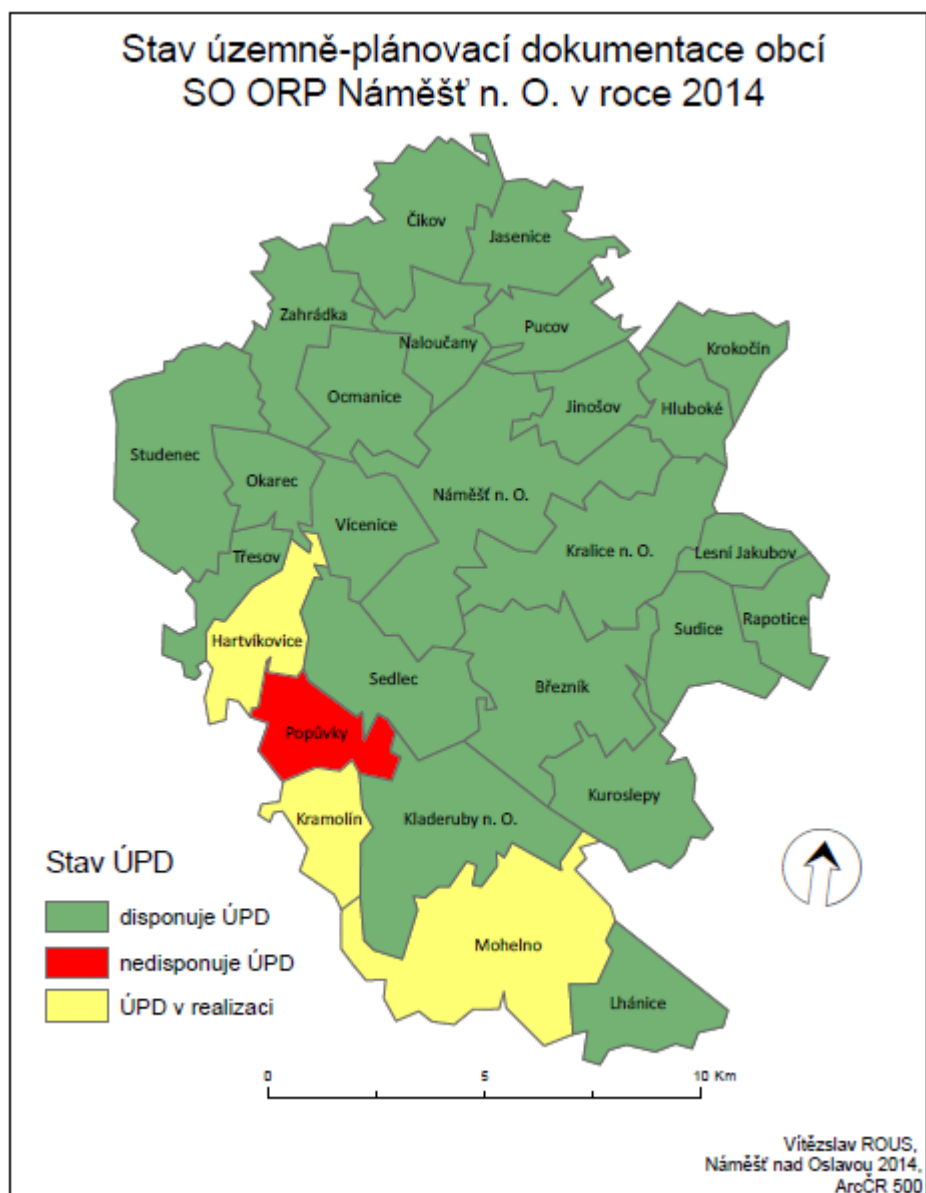 Stav územně-plánovací dokumentace obcí
SO ORP Náměšť n. O. v roce 2014
Čikov
Jasenice
Zahrádka
Pucov
Naloučany
Krokočín
Ocmanice
Jinošov
Hluboké
Studenec
Okarec
Náměšť n. O.
Vícenice
Kralice n. O.
Lesní Jakubov
Třesov
Rapotice
Hartvíkovice
Sudice
Sedlec
Březník
Popůvky
Kuroslepy
Kramolín
Kladeruby n. O.
Mohelno
Lhánice
Stav ÚPD
disponuje ÚPD
nedisponuje ÚPD
ÚPD v realizaci
0 5 10 Km
Vítězslav ROUS,
Náměšť nad Oslavou 2014,
ArcČR 500